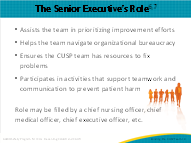 The Senior Executive's Role6,7
• Assists the team in prioritizing improvement efforts
• Helps the team navigate organizational bureaucracy
• Ensures the CUSP team has resources to fix
problems
• Participates in activities that support teamwork and
communication to prevent patient harm
Role may be filled by a chief nursing officer, chief
medical officer, chief executive officer, etc.